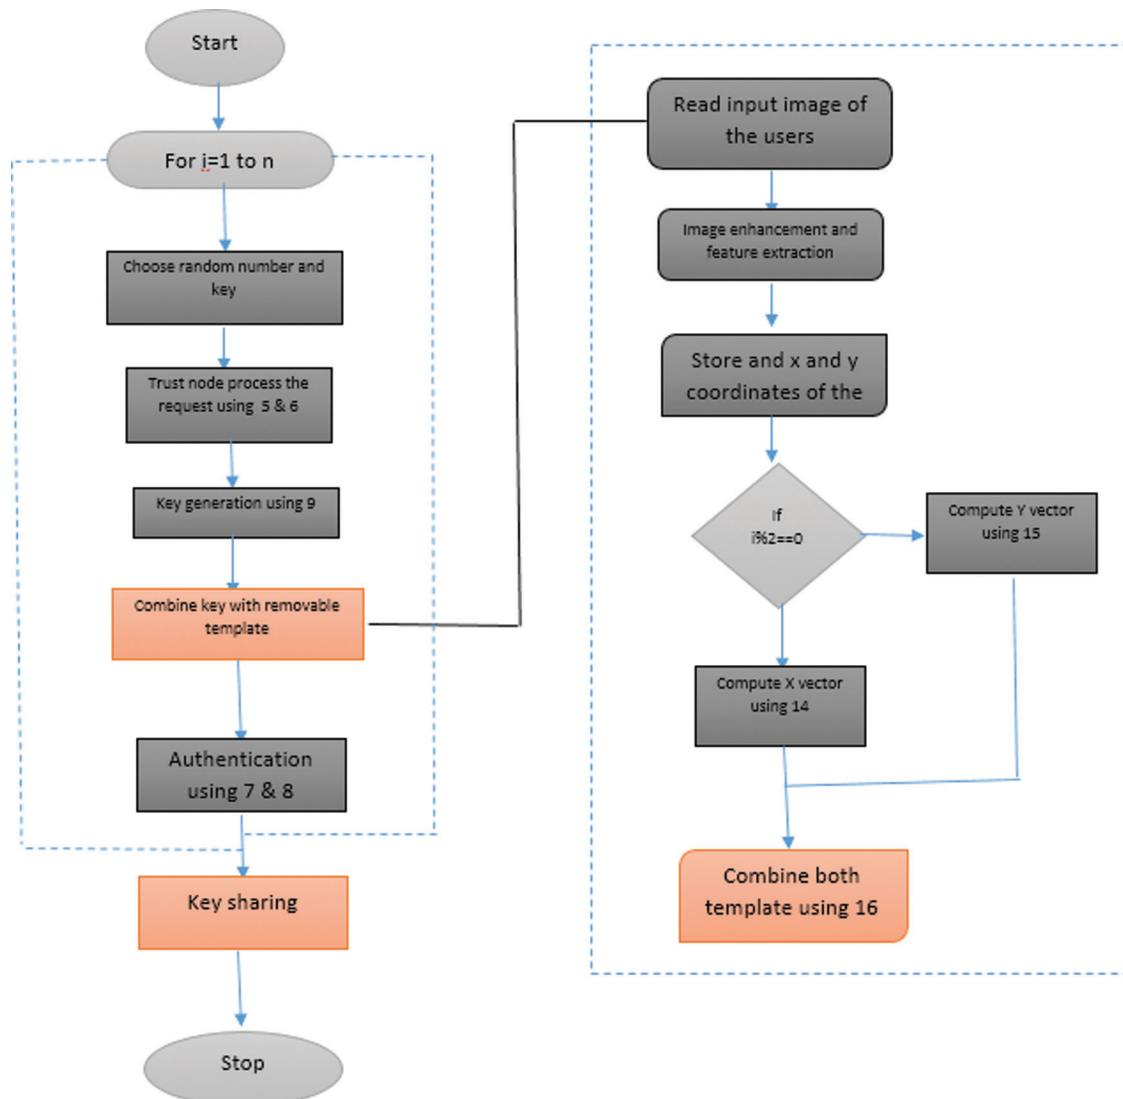 Start
For i=1 to n
Choose random number and
key
Trust node process the
request using 5 & 6
Key generation using 9
Combine key with removable
template
Authentication
using 7 & 8
Key sharing
Stop
Read input image of
the users
Image enhancement and
feature extraction
Store and x and y
coordinates of the
If
i%2==0
Compute Y vector
using 15
Compute X vector
using 14
Combine both
template using 16